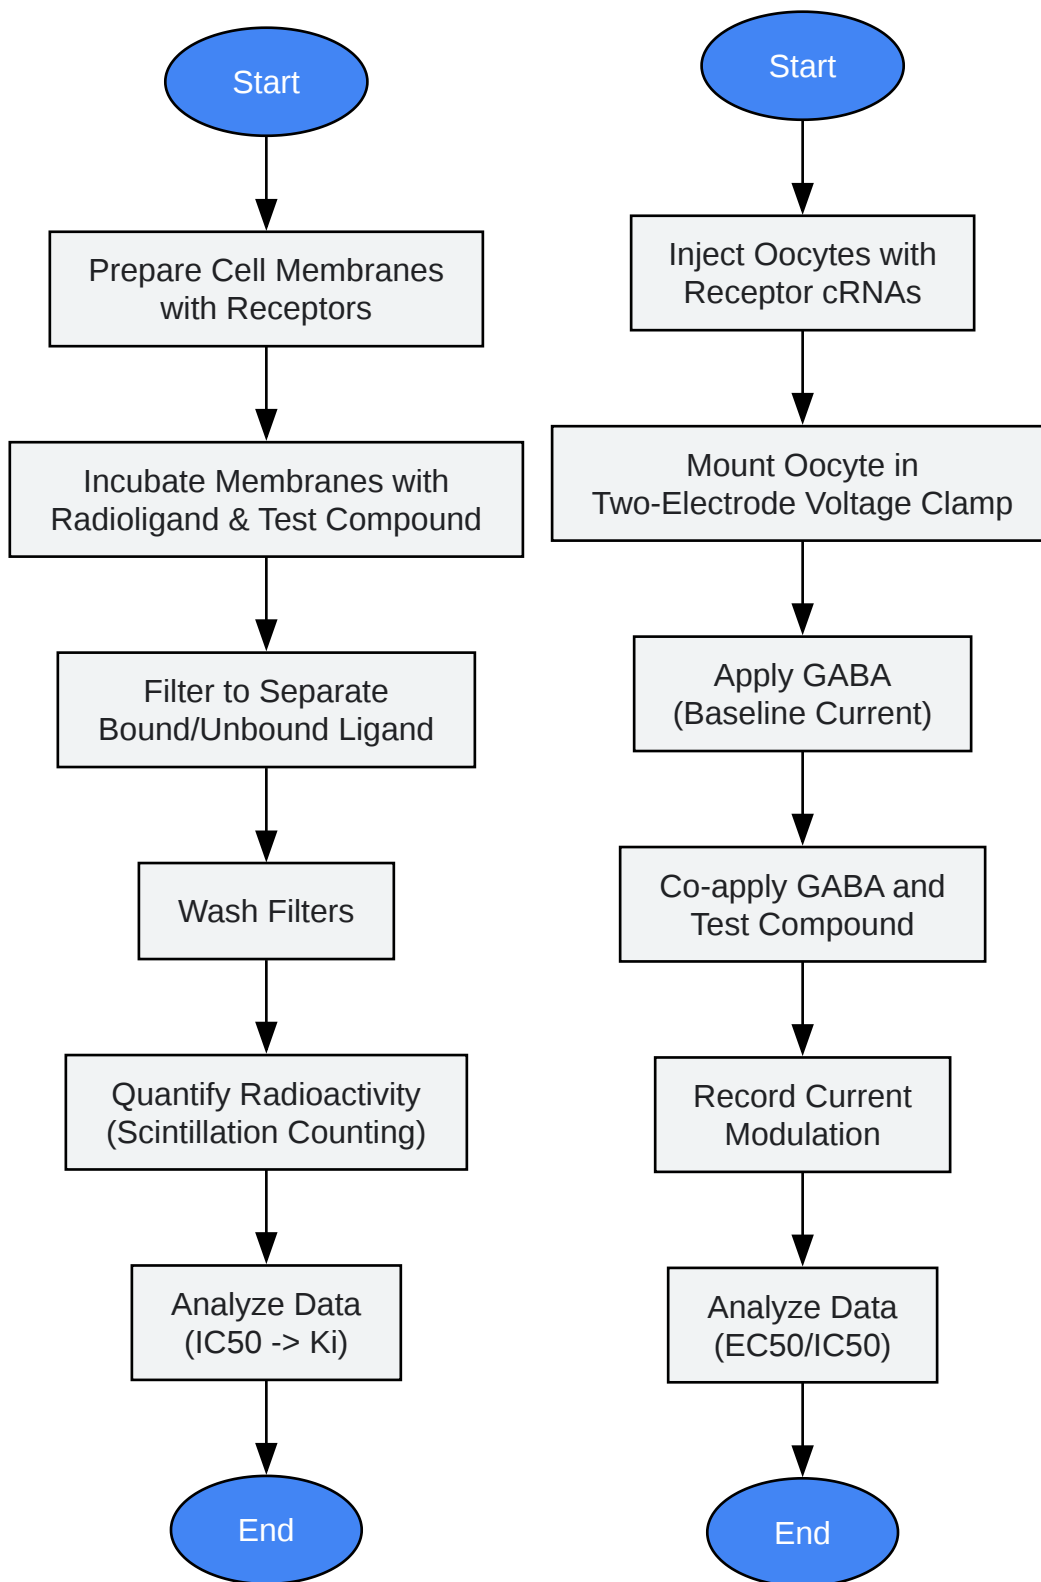 Start
Prepare Cell Membranes
with Receptors
Incubate Membranes with
Radioligand & Test Compound
Filter to Separate
Bound/Unbound Ligand
Wash Filters
Quantify Radioactivity
(Scintillation Counting)
Analyze Data
(IC50 -> Ki)
End
Start
Inject Oocytes with
Receptor cRNAs
Mount Oocyte in
Two-Electrode Voltage Clamp
Apply GABA
(Baseline Current)
Co-apply GABA and
Test Compound
Record Current
Modulation
Analyze Data
(EC50/IC50)
End